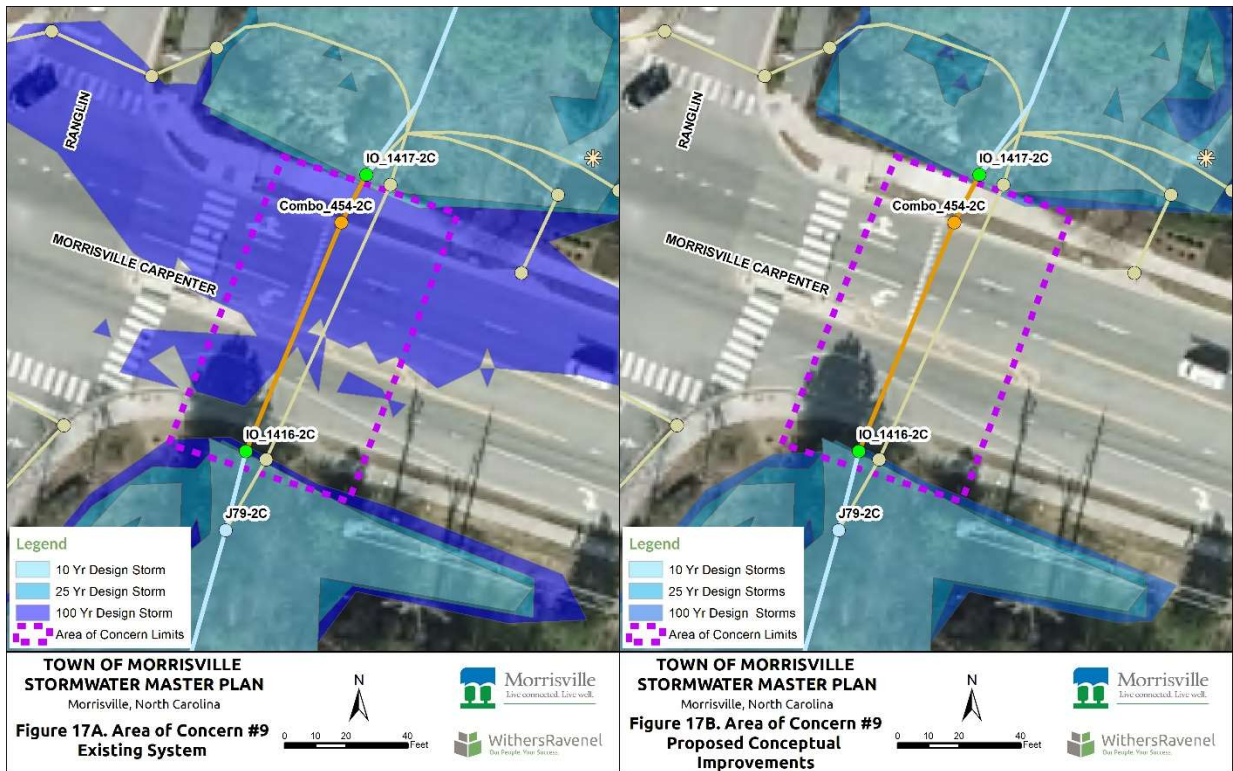 RANGLIN
IO_1417-2C
Combo_454-2C
MORRISVILLE CARPENTER
IO_1416-2C
J79-2C
Legend
10 Yr Design Storm
25 Yr Design Storm
100 Yr Design Storm
Area of Concern Limits
TOWN OF MORRISVILLE
STORMWATER MASTER PLAN
Morrisville, North Carolina
Figure 17A. Area of Concern #9
Existing System
N
0 10 20 40
Feet
Morrisville
Live connected. Live well.
WithersRavenel
Our People. Your Success.
RANGLIN
IO_1417-2C
Combo_454-2C
MORRISVILLE CARPENTER
IO_1416-2C
J79-2C
Legend
10 Yr Design Storms
25 Yr Design Storms
100 Yr Design Storms
Area of Concern Limits
TOWN OF MORRISVILLE
STORMWATER MASTER PLAN
Morrisville, North Carolina
Figure 17B. Area of Concern #9
Proposed Conceptual
Improvements
N
0 10 20 40
Feet
Morrisville
Live connected. Live well.
WithersRavenel
Our People. Your Success.